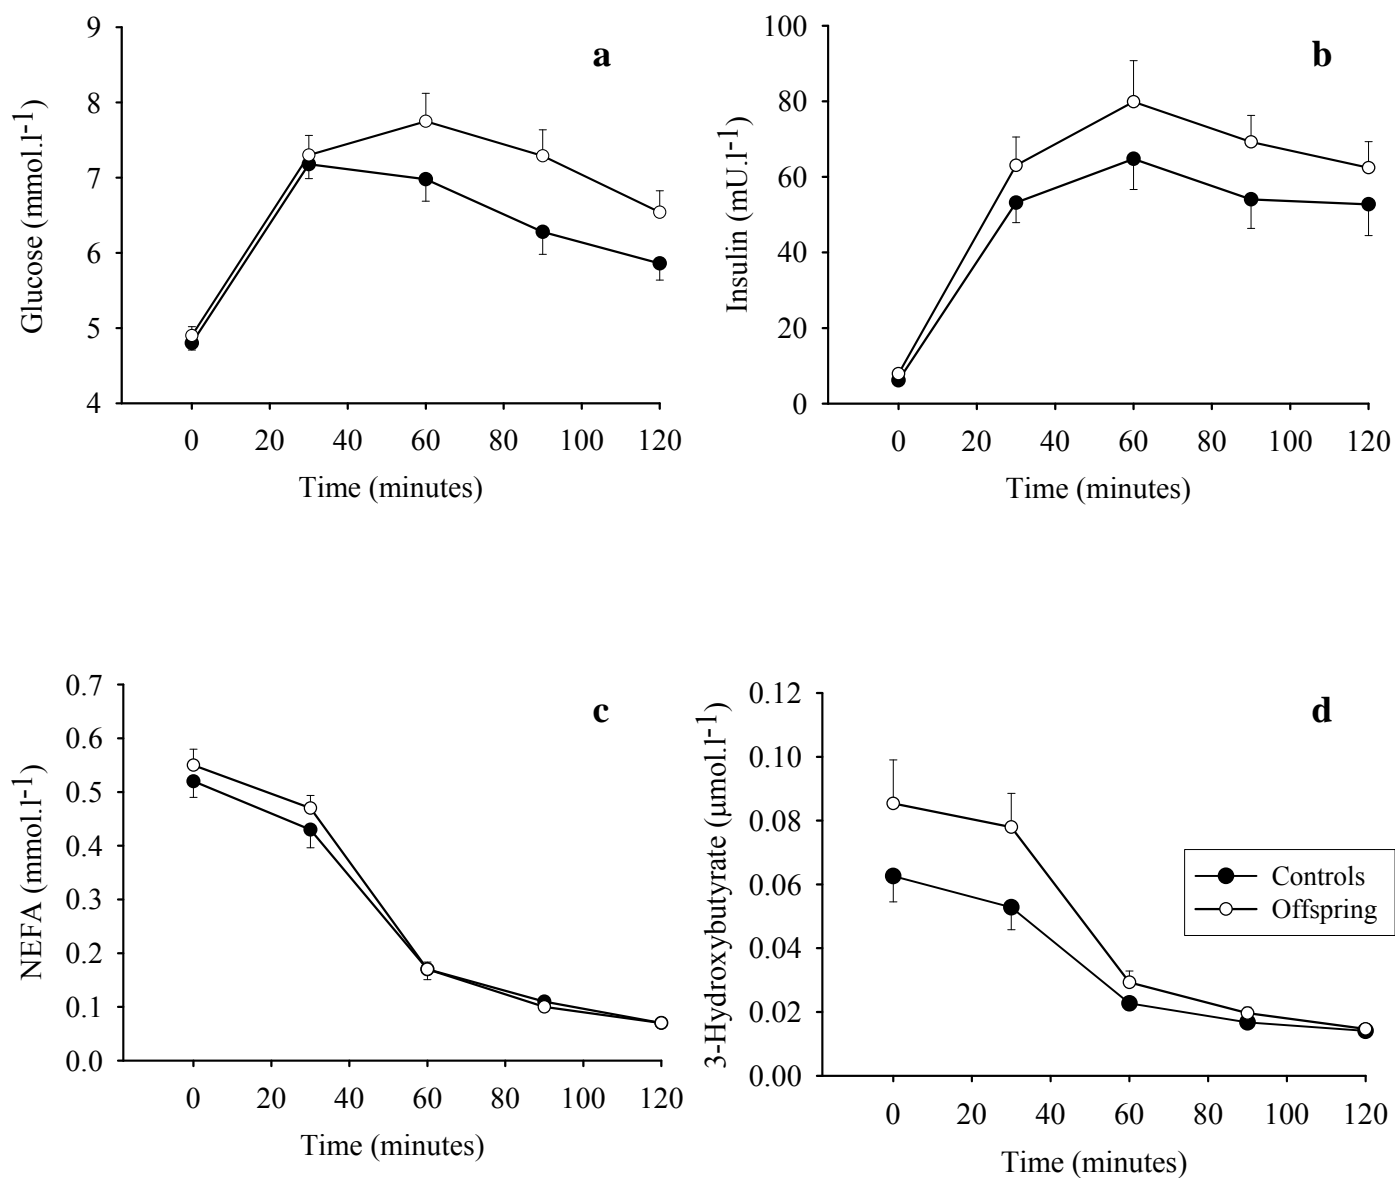 a
Glucose (mmol.l-1)
9
8
7
6
5
4
0 20 40 60 80 100 120
Time (minutes)
b
Insulin (mU.l-1)
100
80
60
40
20
0
0 20 40 60 80 100 120
Time (minutes)
c
NEFA (mmol.l-1)
0.7
0.6
0.5
0.4
0.3
0.2
0.1
0.0
0 20 40 60 80 100 120
Time (minutes)
d
3-Hydroxybutyrate (µmol.l-1)
0.12
0.10
0.08
0.06
0.04
0.02
0.00
0 20 40 60 80 100 120
Time (minutes)
Controls
Offspring